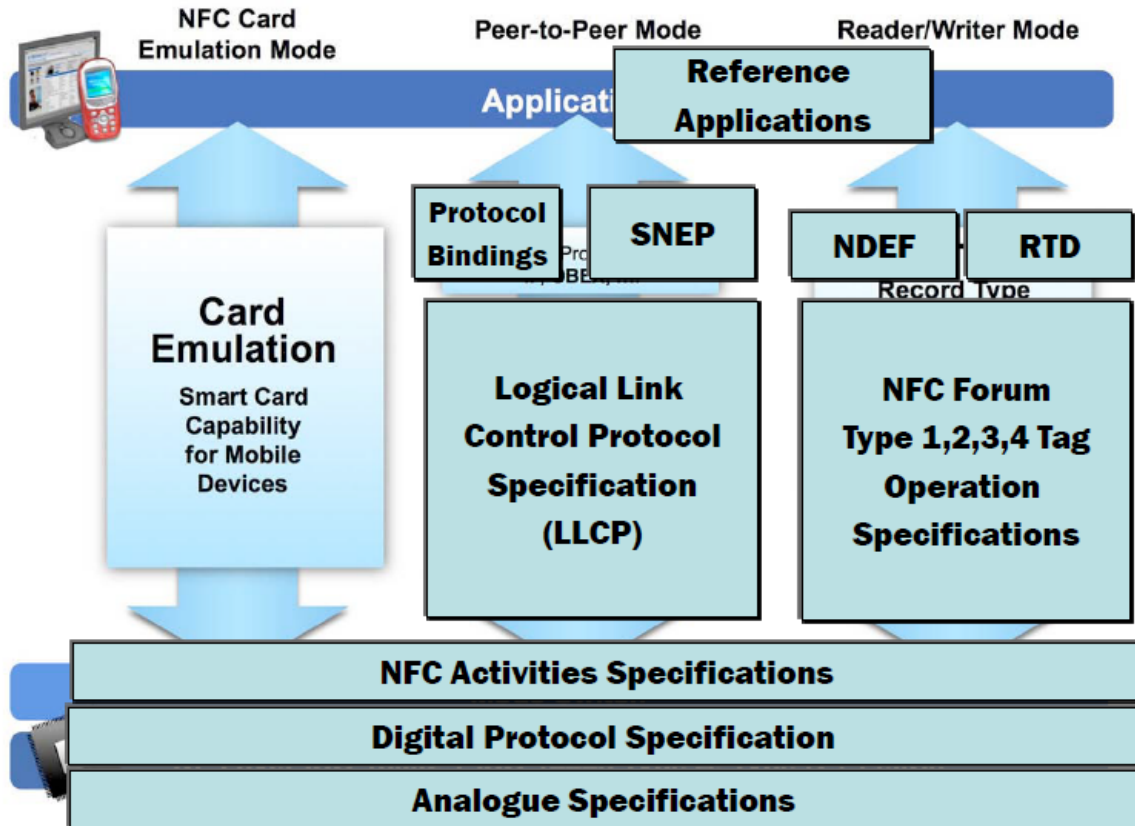 NFC Card
Emulation Mode
Peer-to-Peer Mode
Reader/Writer Mode
Reference
Applications
Protocol
Bindings
SNEP
NDEF
RTD
Record Type
Card
Emulation
Smart Card
Capability
for Mobile
Devices
Logical Link
Control Protocol
Specification
(LLCP)
NFC Forum
Type 1,2,3,4 Tag
Operation
Specifications
NFC Activities Specifications
Digital Protocol Specification
Analogue Specifications